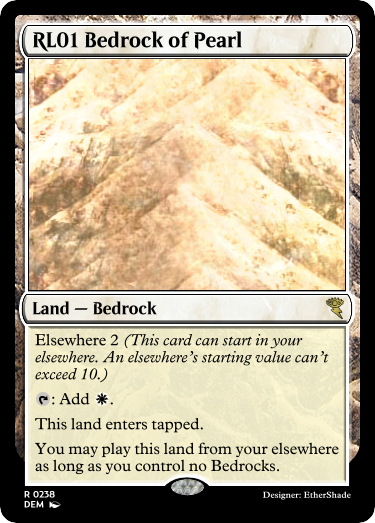 RL01 Bedrock of Pearl
Land — Bedrock
Elsewhere 2 (This card can start in your
elsewhere. An elsewhere's starting value can't
exceed 10.)
: Add .
This land enters tapped.
You may play this land from your elsewhere
as long as you control no Bedrocks.
R 0238
DEM
Designer: EtherShade